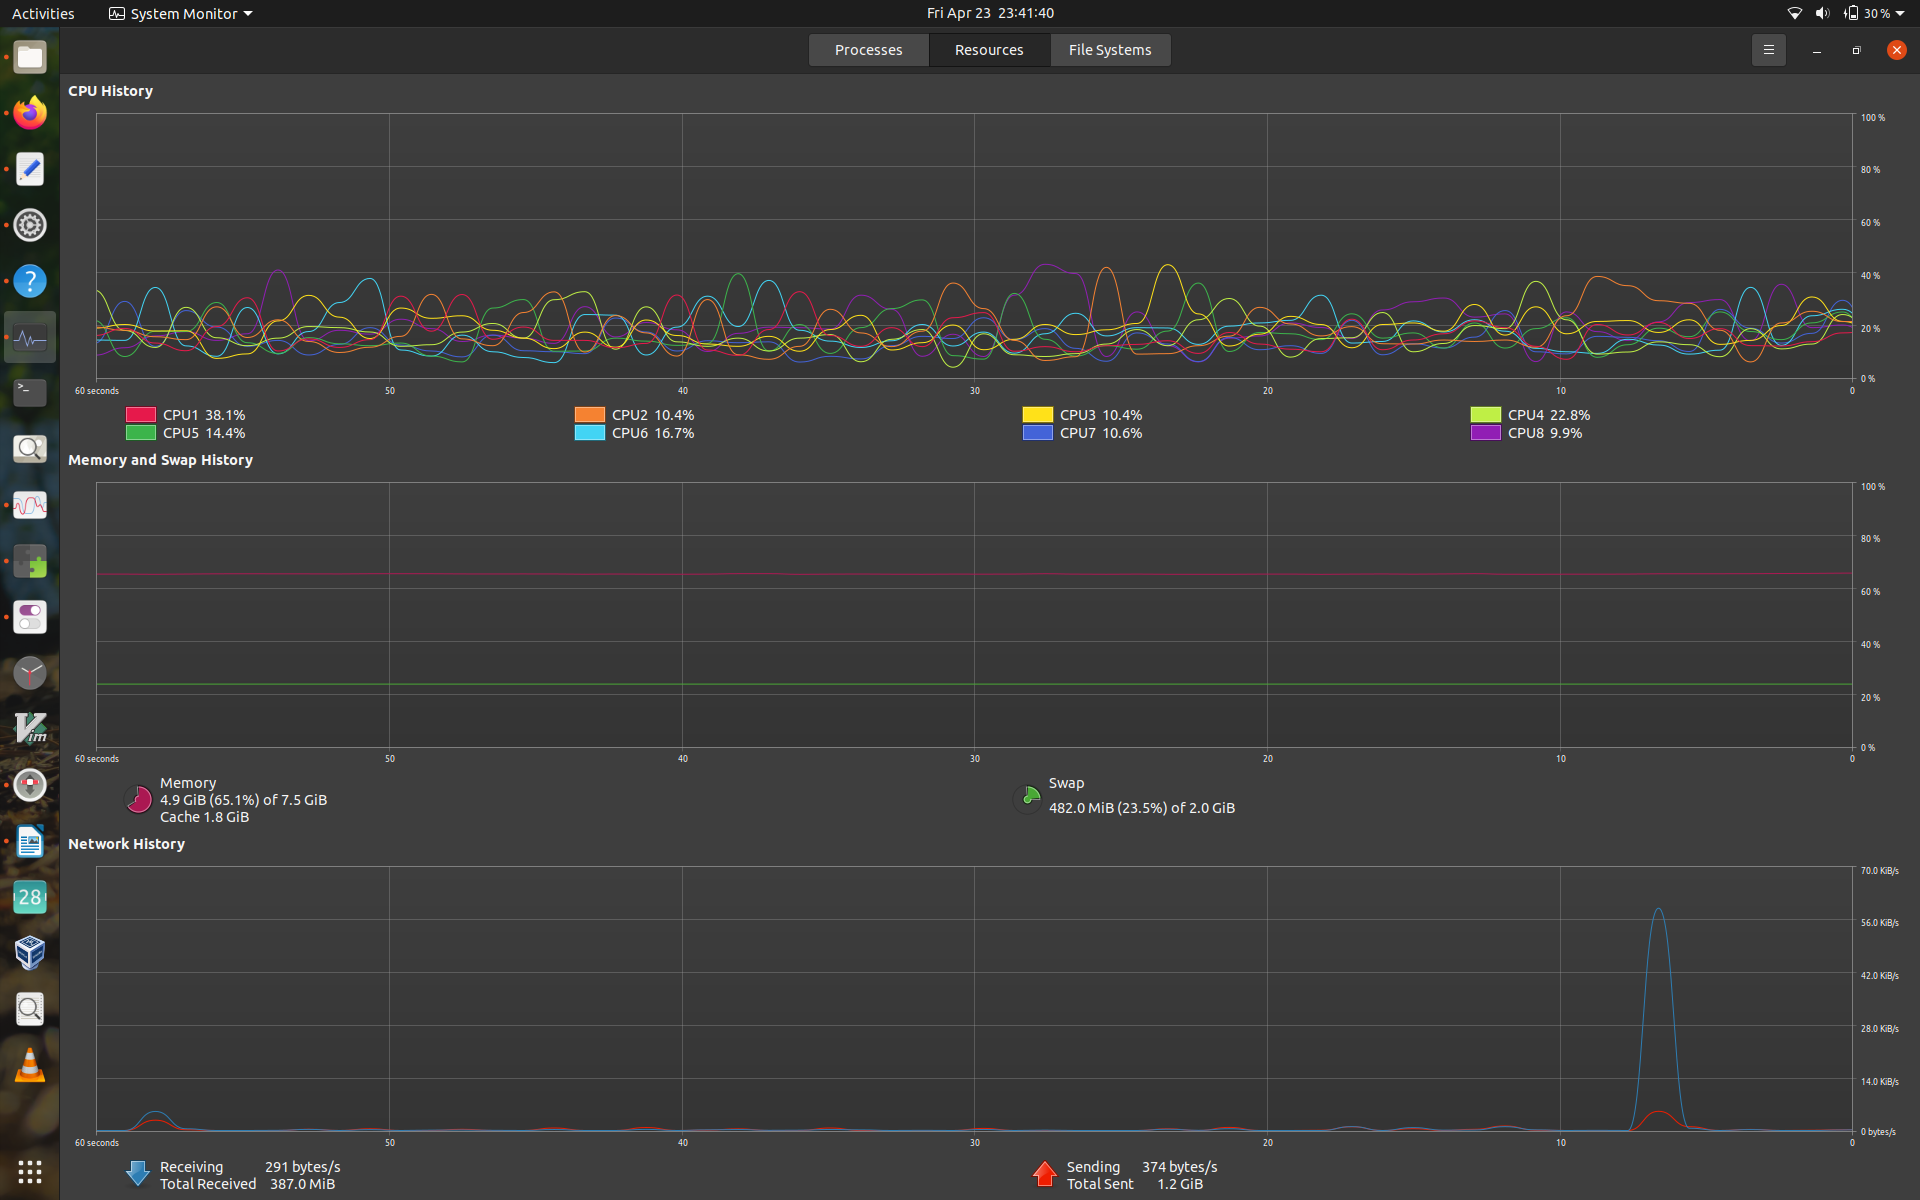 Activities System Monitor Fri Apr 23 23:41:40 30 %
Processes Resources File Systems
CPU History
100 %
80 %
60 %
40 %
20 %
0 %
60 seconds 50 40 30 20 10 0
CPU1 38.1% CPU2 10.4% CPU3 10.4% CPU4 22.8%
CPU5 14.4% CPU6 16.7% CPU7 10.6% CPU8 9.9%
Memory and Swap History
100 %
80 %
60 %
40 %
20 %
0 %
60 seconds 50 40 30 20 10 0
Memory
4.9 GiB (65.1%) of 7.5 GiB
Cache 1.8 GiB
Swap
482.0 MiB (23.5%) of 2.0 GiB
Network History
70.0 KiB/s
56.0 KiB/s
42.0 KiB/s
28.0 KiB/s
14.0 KiB/s
0 bytes/s
60 seconds 50 40 30 20 10 0
Receiving 291 bytes/s
Total Received 387.0 MiB
Sending 374 bytes/s
Total Sent 1.2 GiB
?
>_
Vim
28